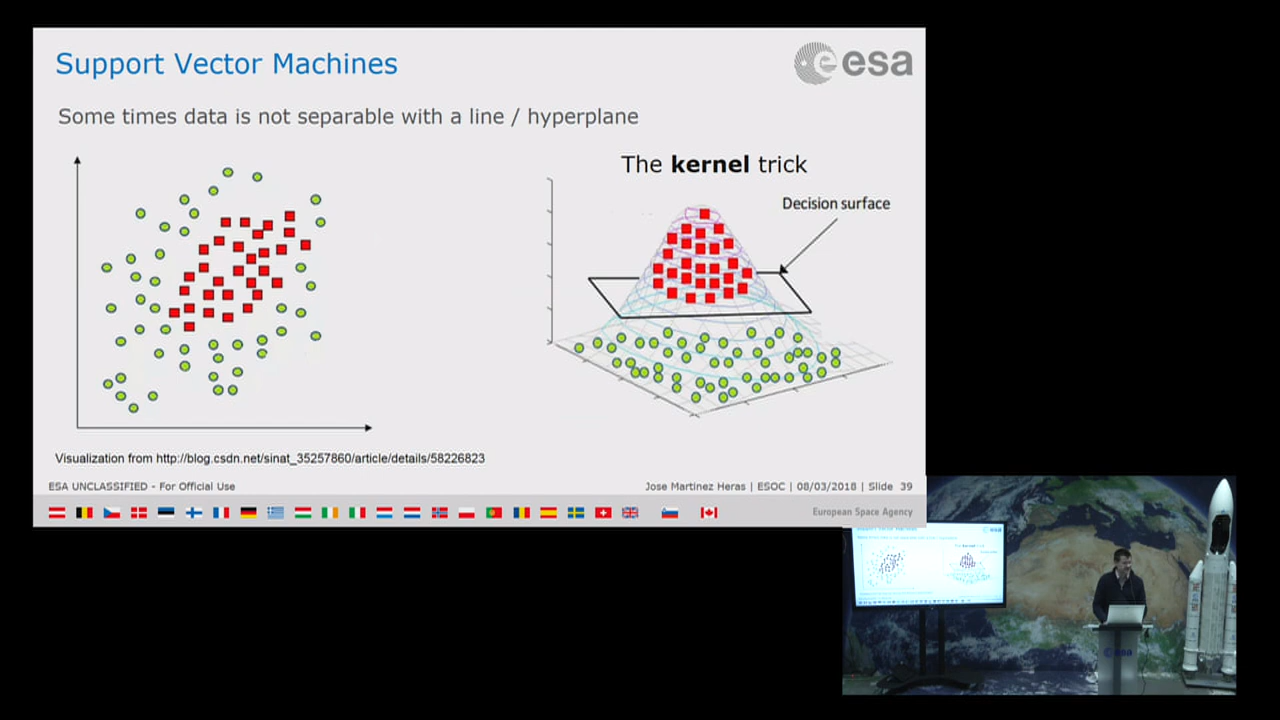 Support Vector Machines
esa
Some times data is not separable with a line / hyperplane
The kernel trick
Decision surface
Visualization from http://blog.csdn.net/sinat_35257860/article/details/58226823
ESA UNCLASSIFIED - For Official Use
Jose Martinez Heras | ESOC | 08/03/2018 | Slide 39
European Space Agency
esa